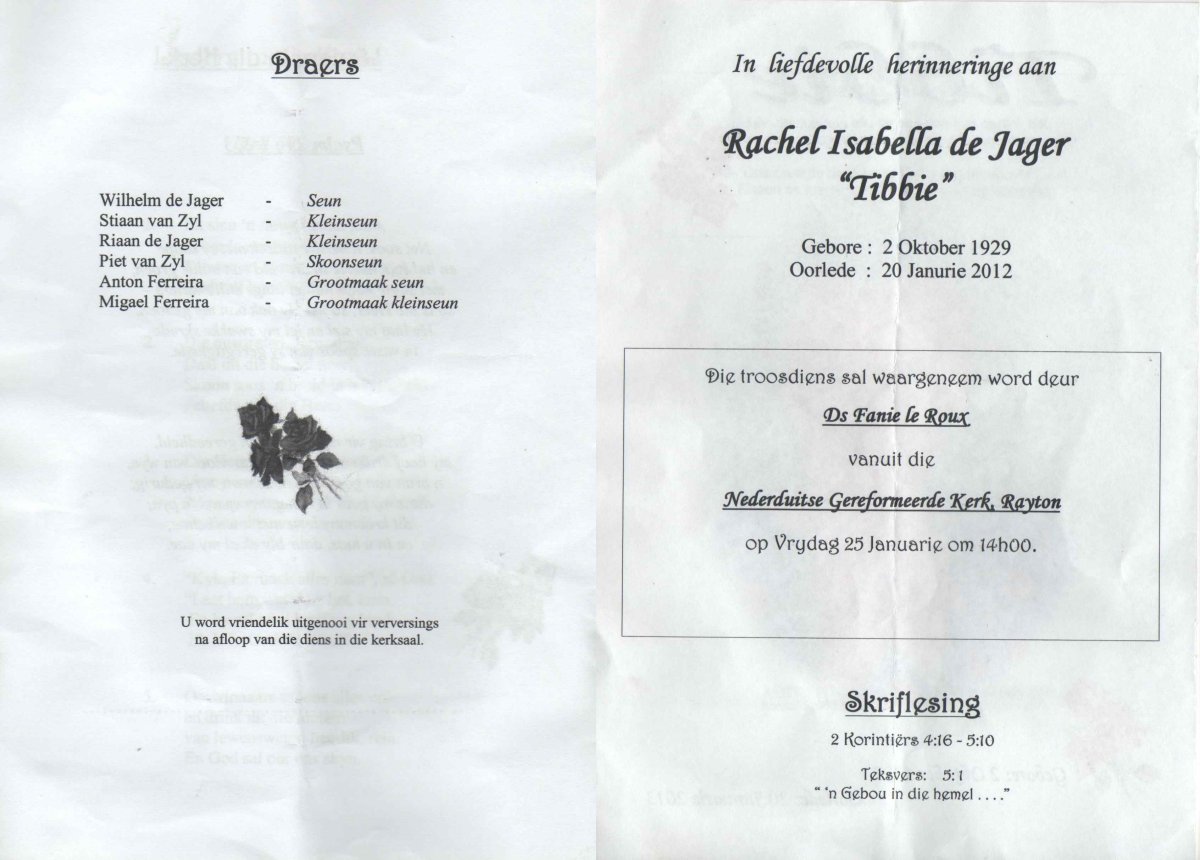 Draers
Wilhelm de Jager - Seun
Stiaan van Zyl - Kleinseun
Riaan de Jager - Kleinseun
Piet van Zyl - Skoonseun
Anton Ferreira - Grootmaak seun
Migael Ferreira - Grootmaak kleinseun
U word vriendelik uitgenooi vir verversings
na afloop van die diens in die kerksaal.
In liefdevolle herinneringe aan
Rachel Isabella de Jager
“Tibbie”
Gebore : 2 Oktober 1929
Oorlede : 20 Janurie 2012
Die troosdiens sal waargeneem word deur
Ds Fanie le Roux
vanuit die
Nederduitse Gereformeerde Kerk, Rayton
op Vrydag 25 Januarie om 14h00.
Skriflesing
2 Korintiërs 4:16 - 5:10
Teksvers: 5:1
“ ‘n Gebou in die hemel . . . .”